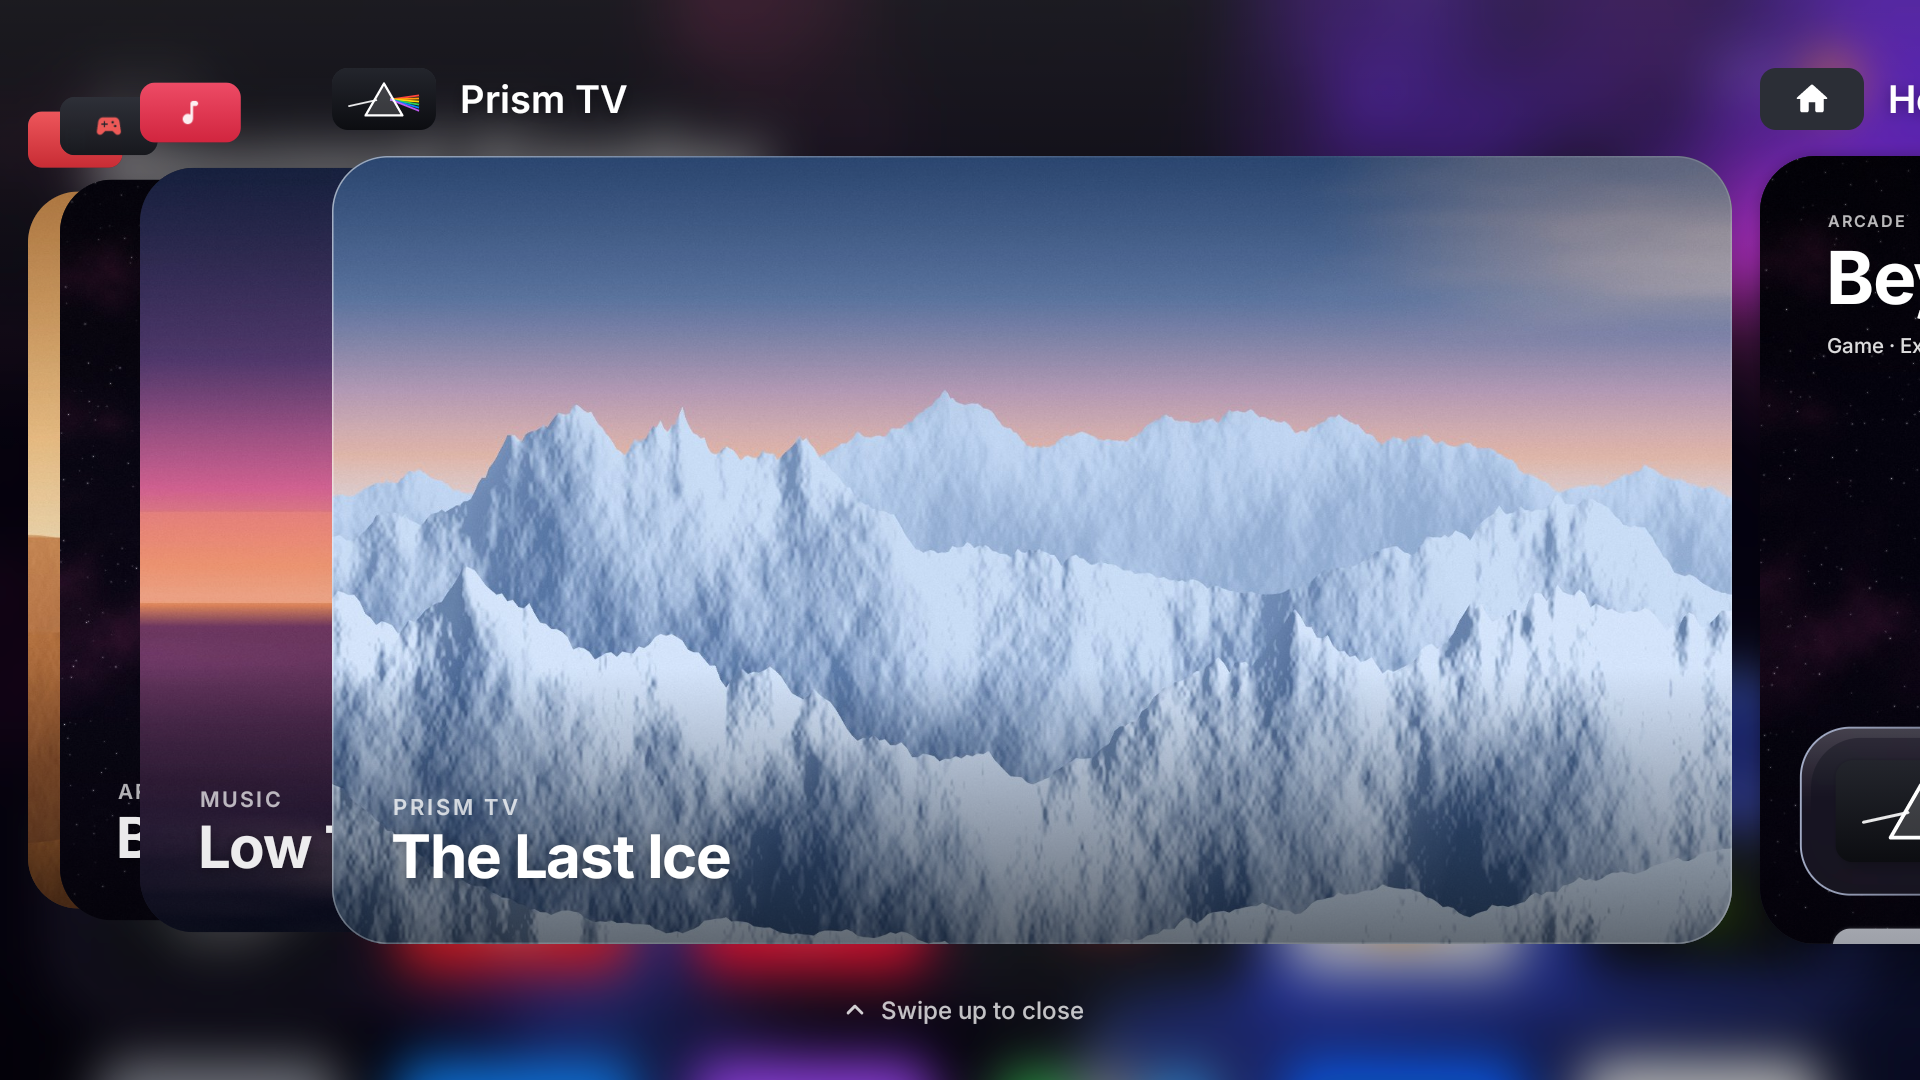 Prism TV
ARCADE
Game
MUSIC
Low
PRISM TV
The Last Ice
Swipe up to close